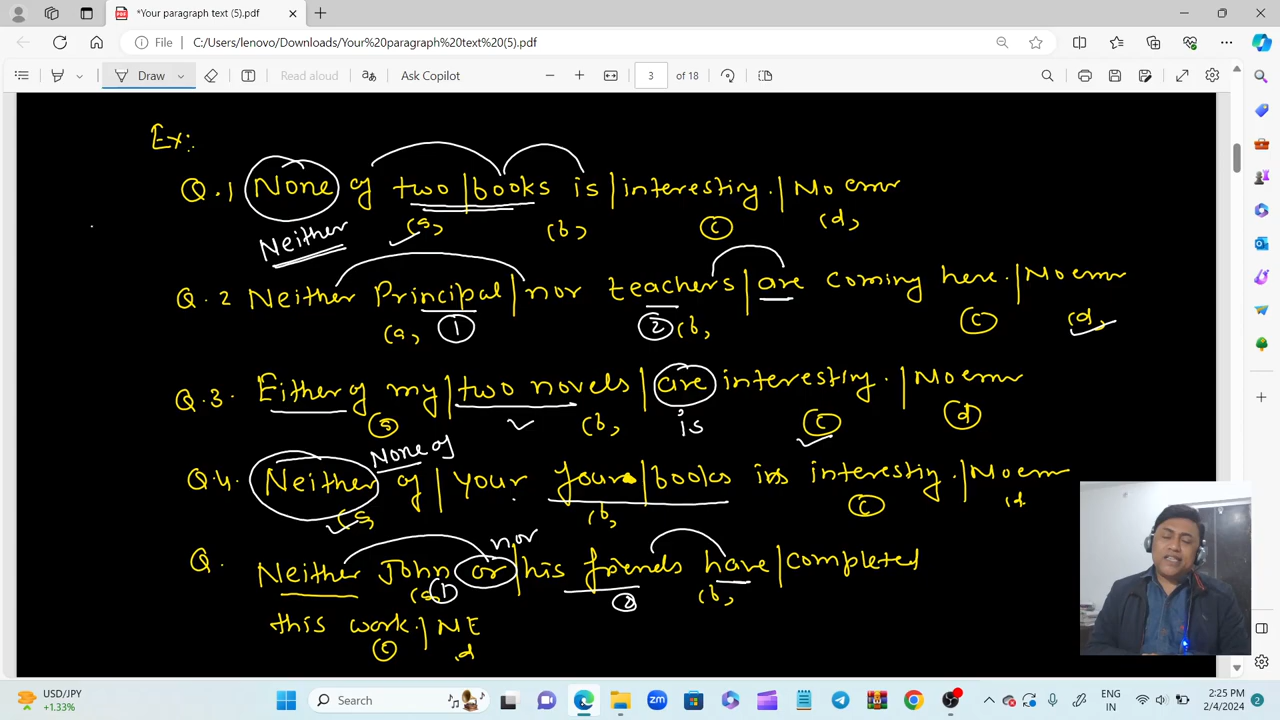 *Your paragraph text (5).pdf
File C:/Users/lenovo/Downloads/Your%20paragraph%20text%20(5).pdf
Draw Read aloud Ask Copilot 3 of 18
Ex:
Q.1 None of two | books is | interesting. | No error
Neither (a) (b) (c) (d)
Q.2 Neither Principal | nor teachers | are coming here. | No error
(a) 1 2 (b) (c) (d)
Q.3. Either of my | two novels | are interesting. | No error
(a) (b) is (c) (d)
None of
Q.4. Neither of | your four | books is interesting. | No error
(a) (b) (c) (d)
nor
Q. Neither John or | his friends have | completed
(a) 1 2 (b)
this work. | NE
(c) d
USD/JPY
+1.33%
Search
zm
ENG
IN
2:25 PM
2/4/2024
2